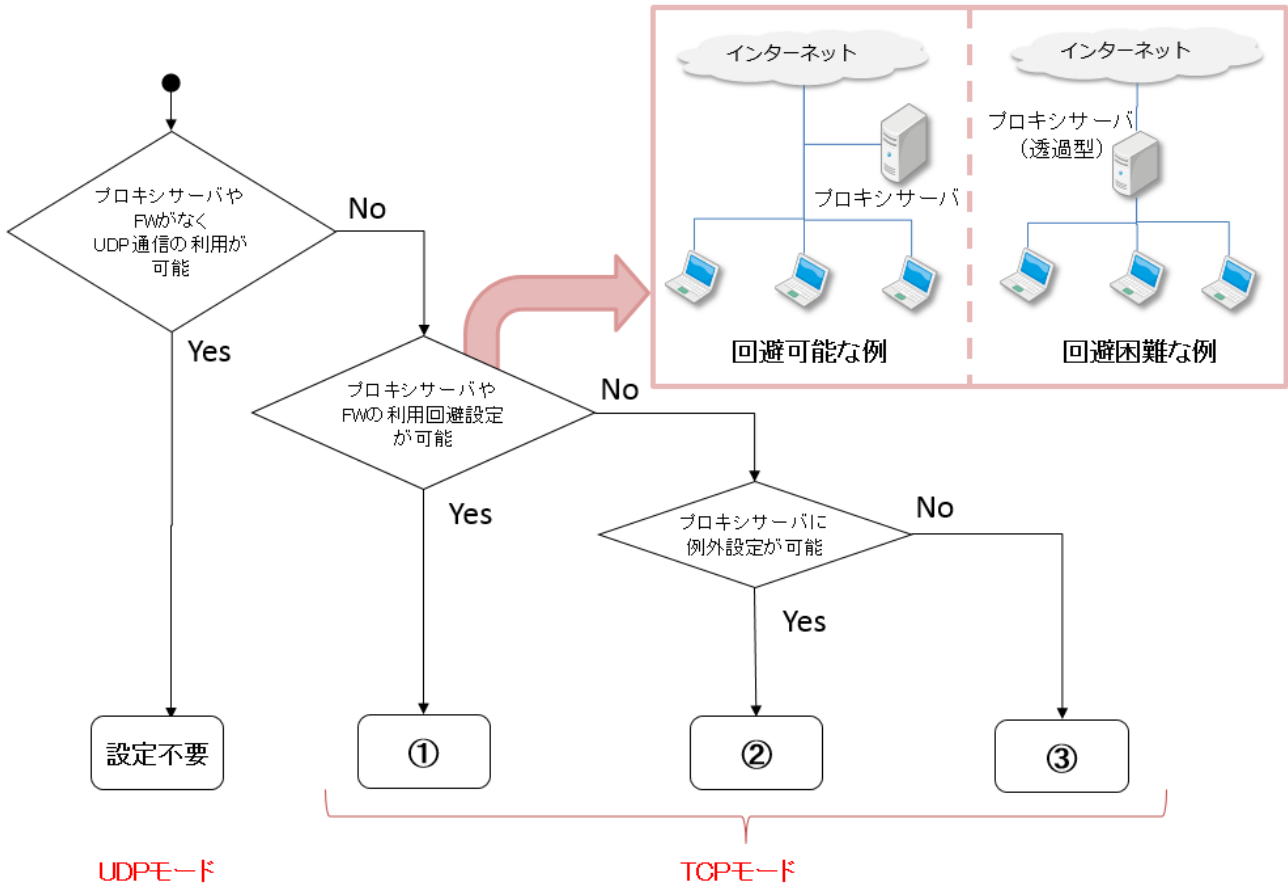 インターネット
プロキシサーバ
回避可能な例
インターネット
プロキシサーバ
（透過型）
回避困難な例
プロキシサーバや
FWがなく
UDP通信の利用が
可能
No
Yes
プロキシサーバや
FWの利用回避設定
が可能
No
Yes
プロキシサーバに
例外設定が可能
No
Yes
設定不要
①
②
③
UDPモード
TCPモード